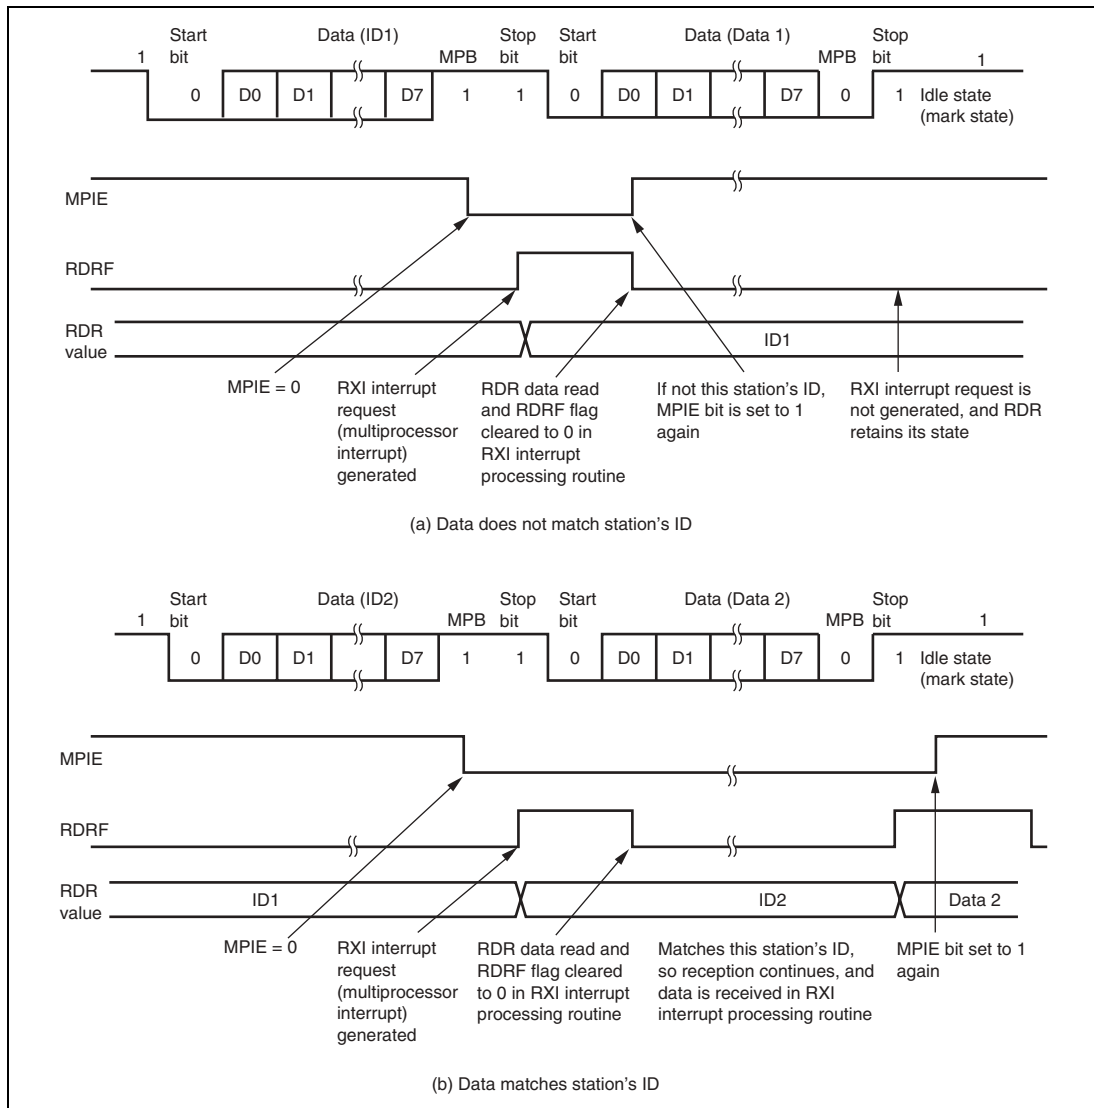 Start bit Data (ID1) MPB Stop bit Start bit Data (Data 1) MPB Stop bit
1 1
0 D0 D1 D7 1 1 0 D0 D1 D7 0 1 Idle state (mark state)
MPIE
RDRF
RDR value
ID1
MPIE = 0
RXI interrupt
request
(multiprocessor
interrupt)
generated
RDR data read
and RDRF flag
cleared to 0 in
RXI interrupt
processing routine
If not this station's ID,
MPIE bit is set to 1
again
RXI interrupt request is
not generated, and RDR
retains its state
(a) Data does not match station's ID
Start bit Data (ID2) MPB Stop bit Start bit Data (Data 2) MPB Stop bit
1 1
0 D0 D1 D7 1 1 0 D0 D1 D7 0 1 Idle state (mark state)
MPIE
RDRF
RDR value
ID1 ID2 Data 2
MPIE = 0
RXI interrupt
request
(multiprocessor
interrupt)
generated
RDR data read and
RDRF flag cleared
to 0 in RXI interrupt
processing routine
Matches this station's ID,
so reception continues, and
data is received in RXI
interrupt processing routine
MPIE bit set to 1
again
(b) Data matches station's ID